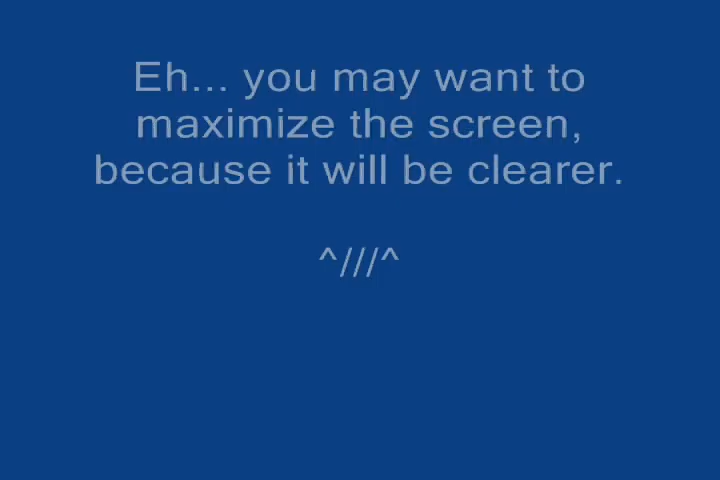 Eh... you may want to
maximize the screen,
because it will be clearer.
^///^